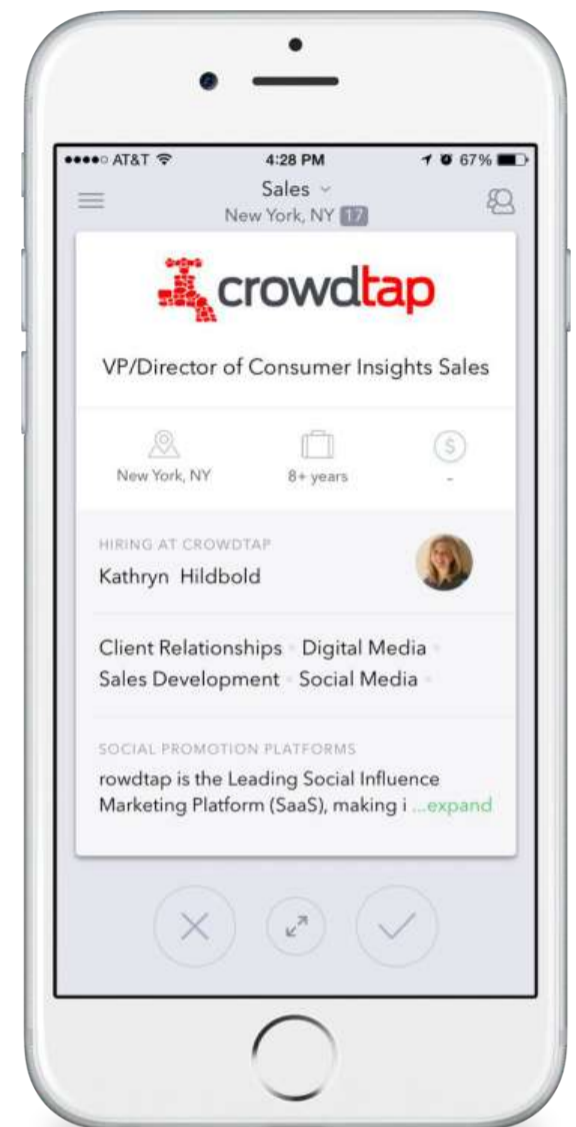 AT&T 4:28 PM 67%
Sales
New York, NY 17
crowdtap
VP/Director of Consumer Insights Sales
New York, NY 8+ years $ -
HIRING AT CROWDTAP
Kathryn Hildbold
Client Relationships Digital Media
Sales Development Social Media
SOCIAL PROMOTION PLATFORMS
rowdtap is the Leading Social Influence
Marketing Platform (SaaS), making i ...expand